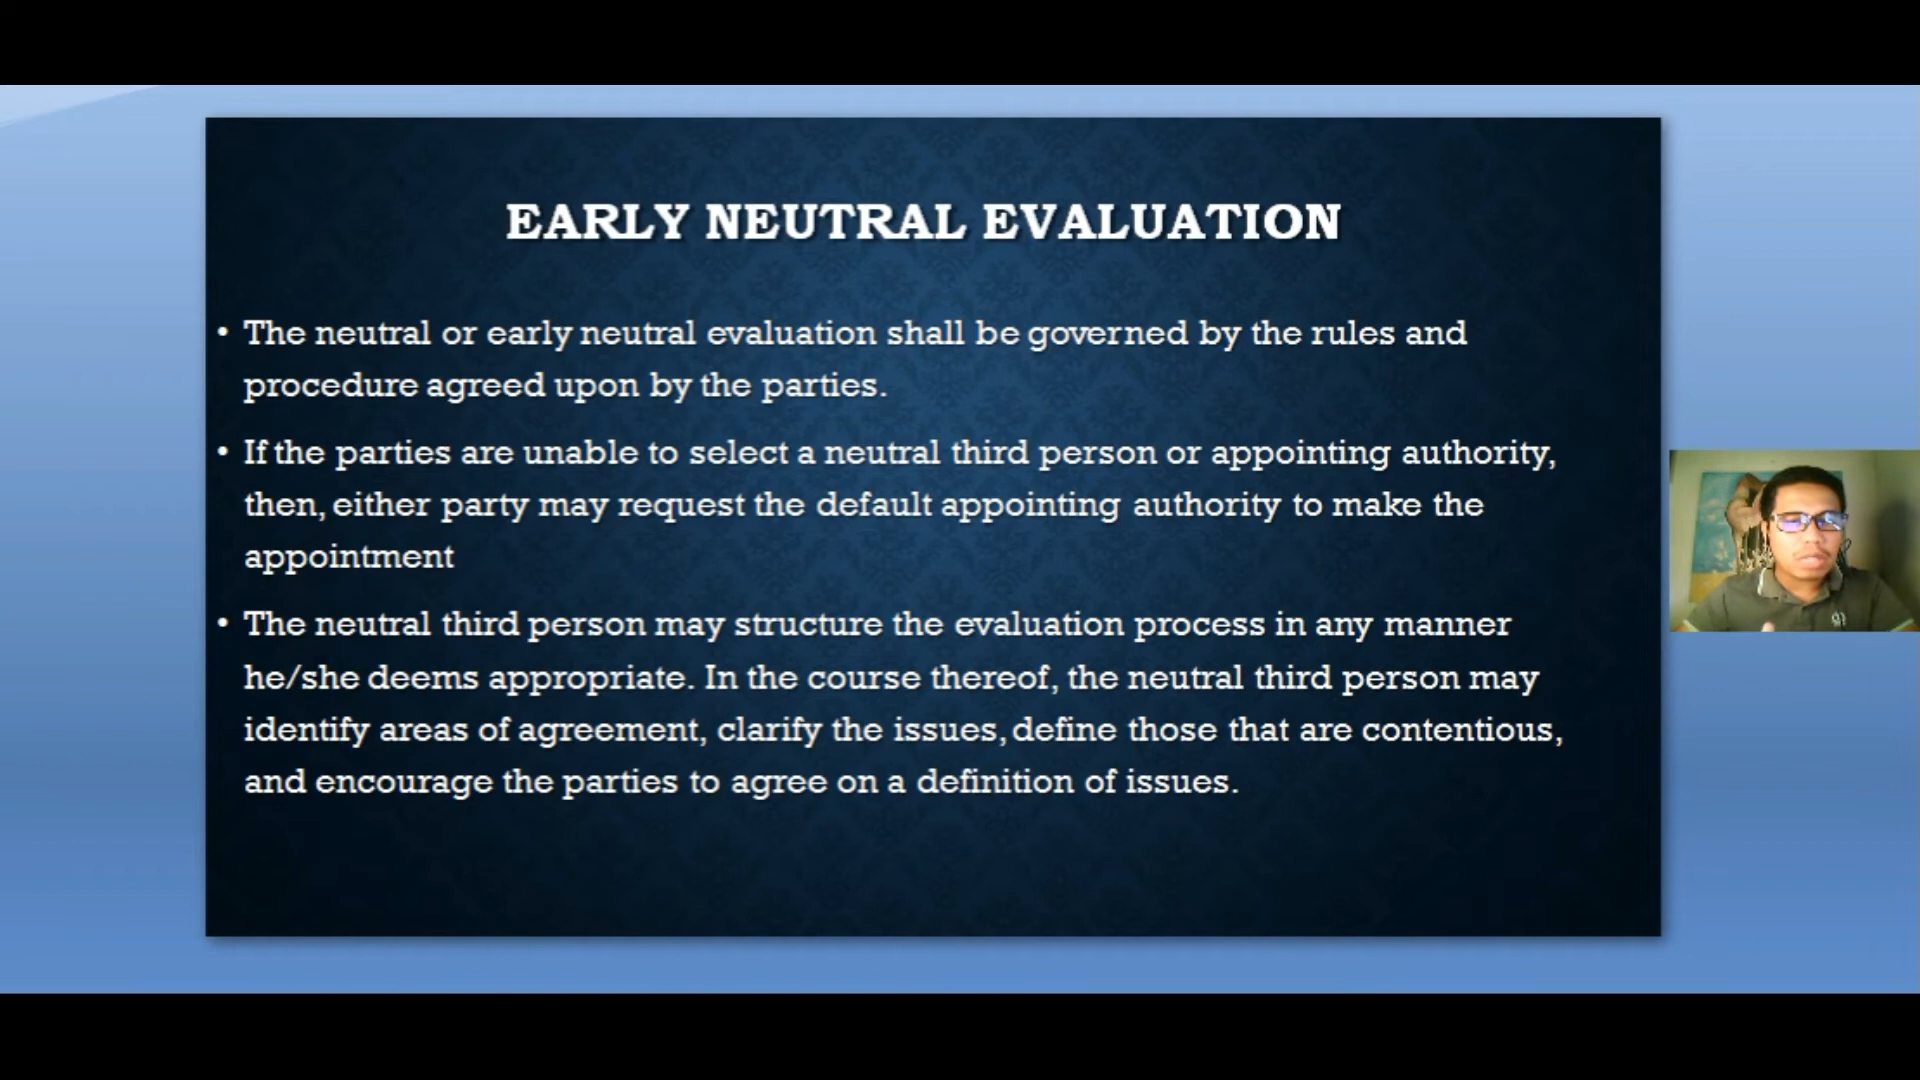 EARLY NEUTRAL EVALUATION
• The neutral or early neutral evaluation shall be governed by the rules and
procedure agreed upon by the parties.
• If the parties are unable to select a neutral third person or appointing authority,
then, either party may request the default appointing authority to make the
appointment
• The neutral third person may structure the evaluation process in any manner
he/she deems appropriate. In the course thereof, the neutral third person may
identify areas of agreement, clarify the issues, define those that are contentious,
and encourage the parties to agree on a definition of issues.